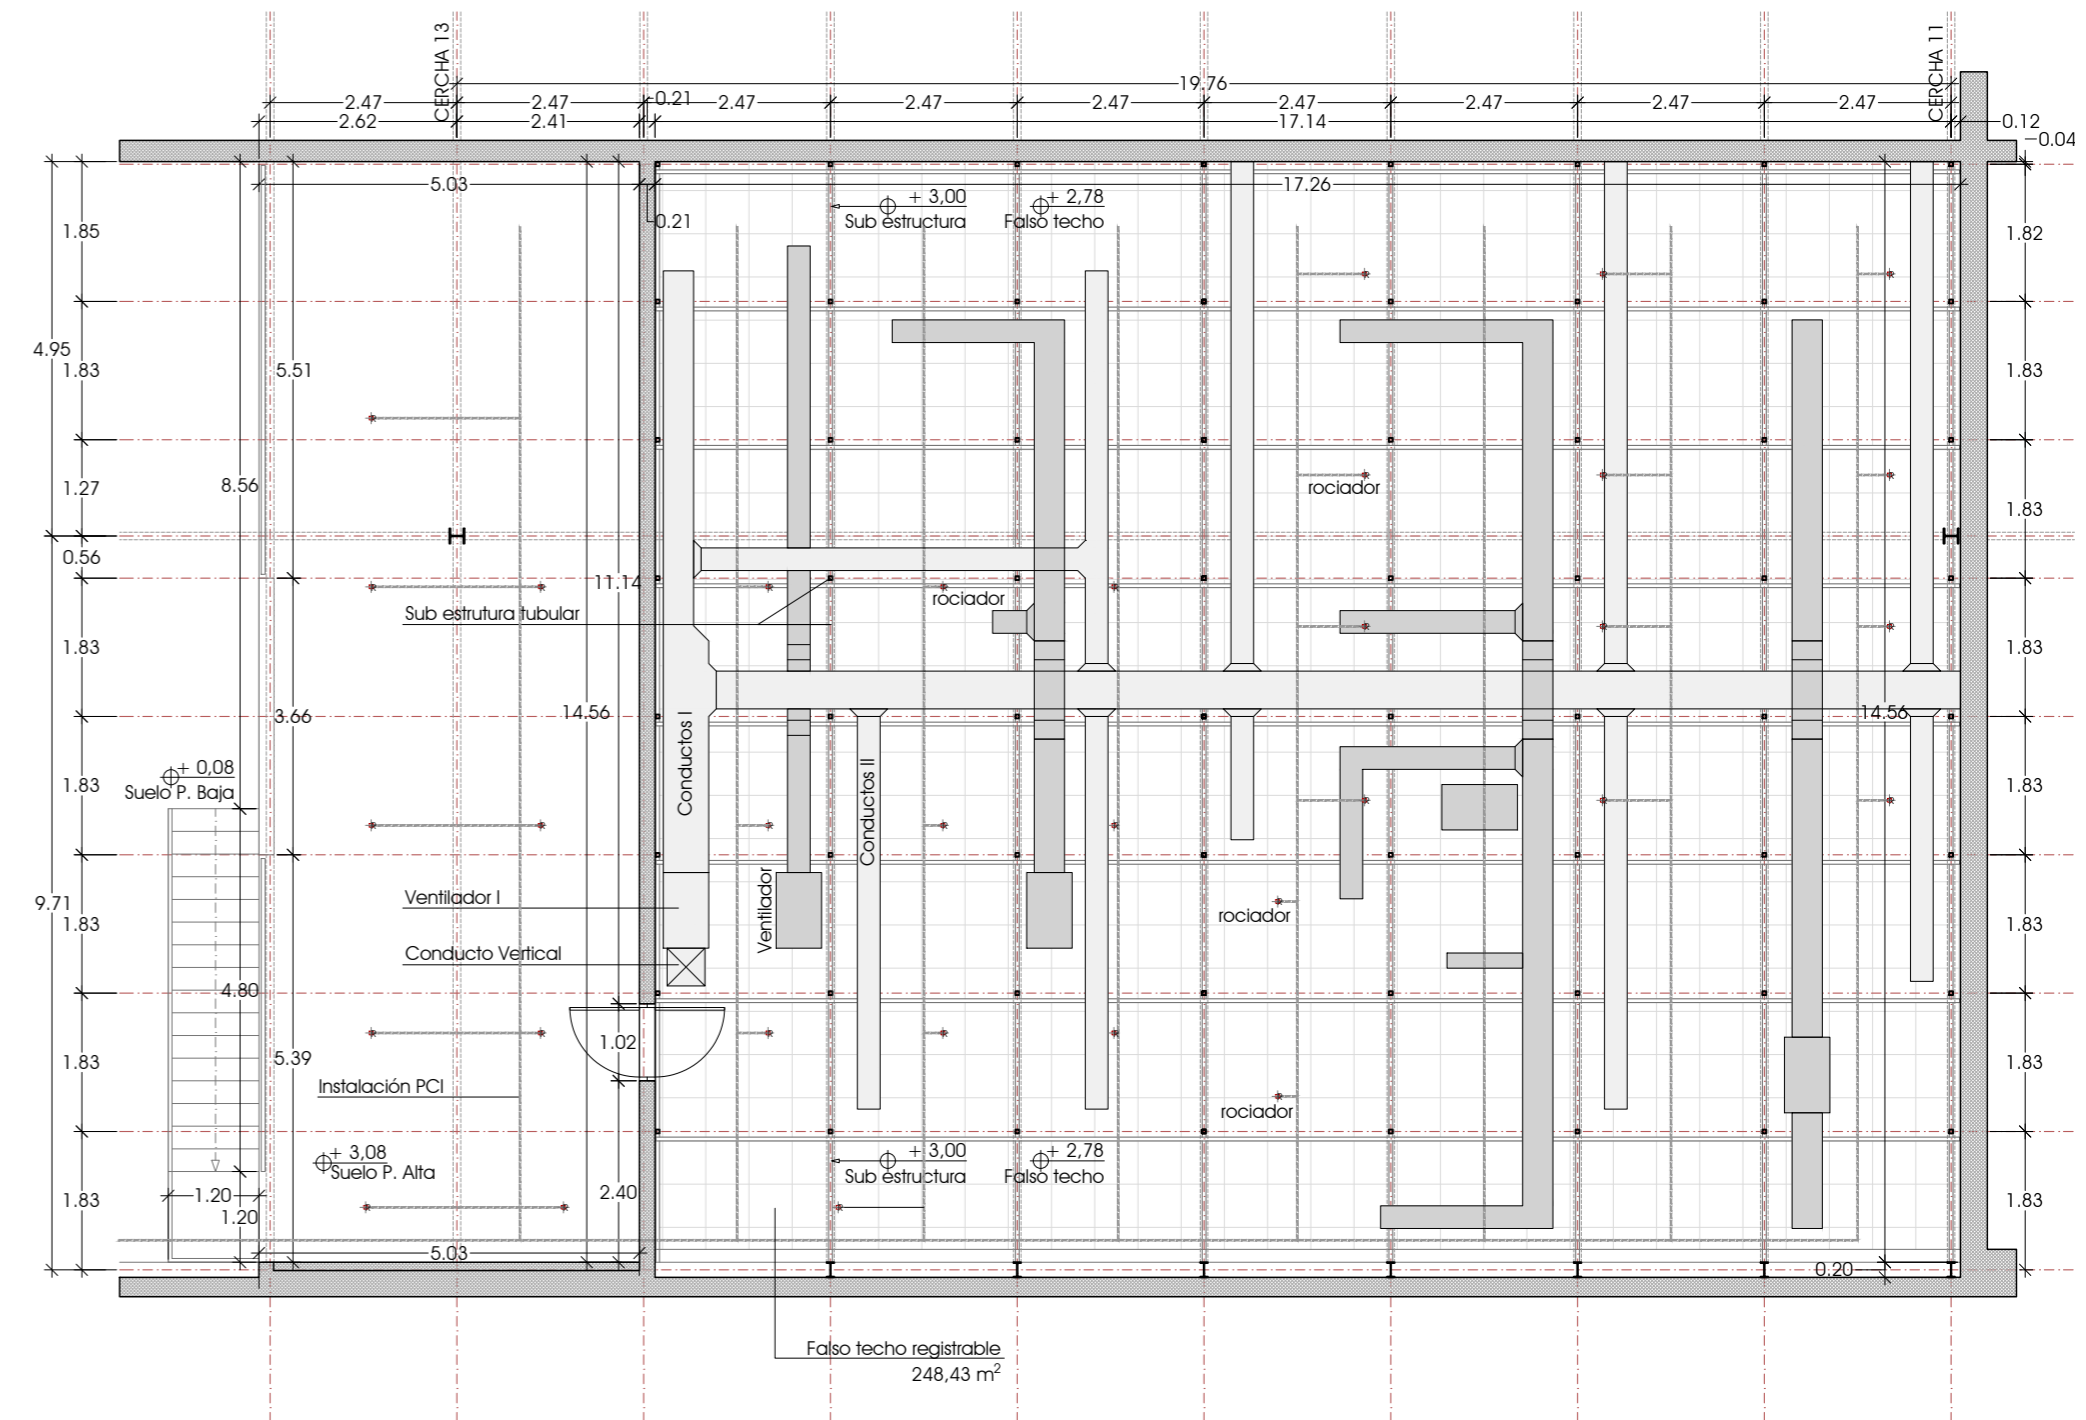 CERCHA 13
CERCHA 11
19.76
2.47
2.47
0.21
2.47
2.47
2.47
2.47
2.47
2.47
2.47
2.62
2.41
17.14
0.12
0.04
5.03
17.26
0.21
+ 3,00
Sub estructura
+ 2,78
Falso techo
1.85
1.82
4.95
1.83
5.51
1.83
1.27
8.56
rociador
1.83
0.56
11.14
rociador
Sub estrutura tubular
1.83
1.83
3.66
14.56
14.56
Conductos I
Conductos II
+ 0,08
Suelo P. Baja
1.83
1.83
Ventilador I
Ventilador
9.71
1.83
rociador
1.83
Conducto Vertical
4.80
1.02
5.39
1.83
1.83
Instalación PCI
rociador
+ 3,08
Suelo P. Alta
+ 3,00
Sub estructura
+ 2,78
Falso techo
1.20
1.20
2.40
1.83
1.83
5.03
0.20
Falso techo registrable
248,43 m²